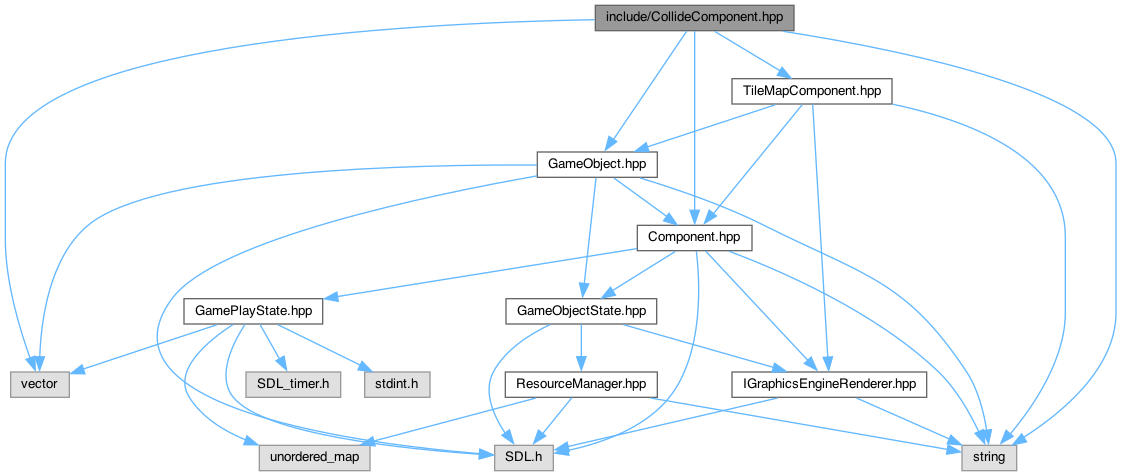 include/CollideComponent.hpp
TileMapComponent.hpp
GameObject.hpp
Component.hpp
GamePlayState.hpp
GameObjectState.hpp
vector
SDL_timer.h
stdint.h
ResourceManager.hpp
IGraphicsEngineRenderer.hpp
unordered_map
SDL.h
string